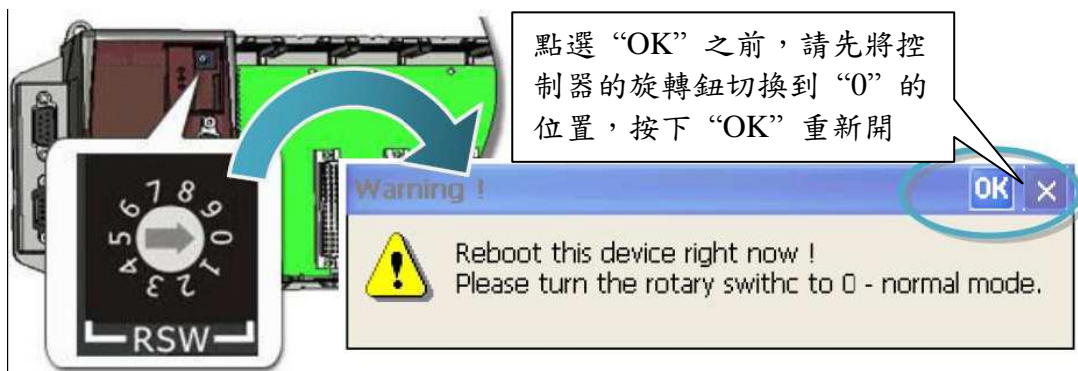 點選 “OK” 之前，請先將控
制器的旋轉鈕切換到 “0” 的
位置，按下 “OK” 重新開
Warning !
OK
Reboot this device right now !
Please turn the rotary swithc to 0 - normal mode.
7 8 9
6
5 0
4 1
3 2
RSW